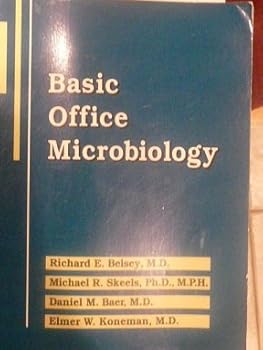 Basic
Office
Microbiology
Richard E. Belsey, M.D.
Michael R. Skeels, Ph.D., M.P.H.
Daniel M. Baer, M.D.
Elmer W. Koneman, M.D.